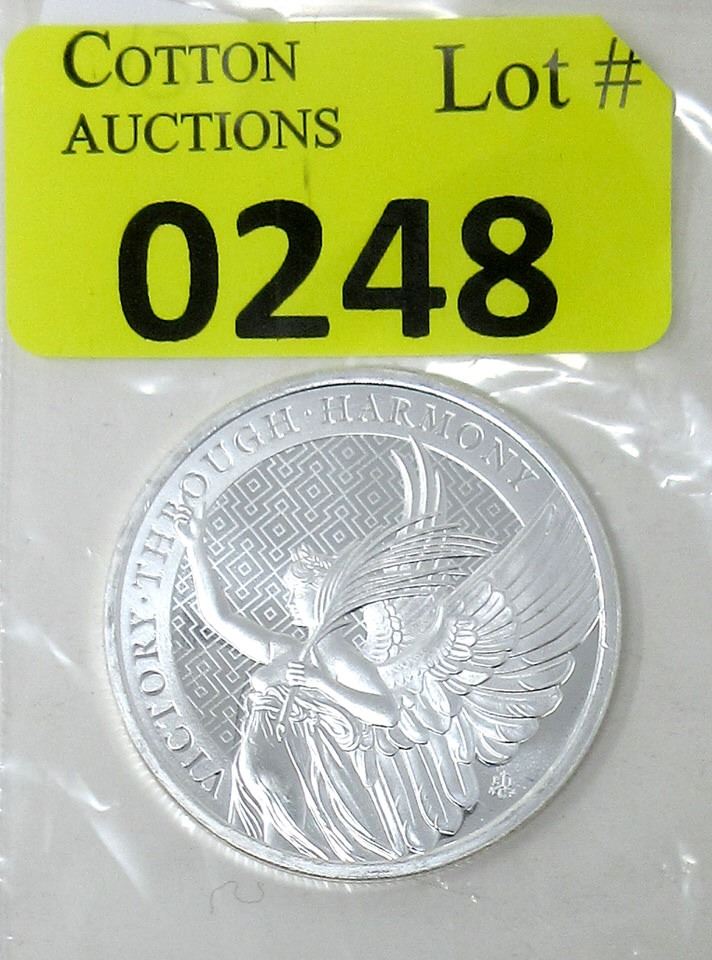 COTTON
AUCTIONS
Lot #
0248
VICTORY · THROUGH · HARMONY